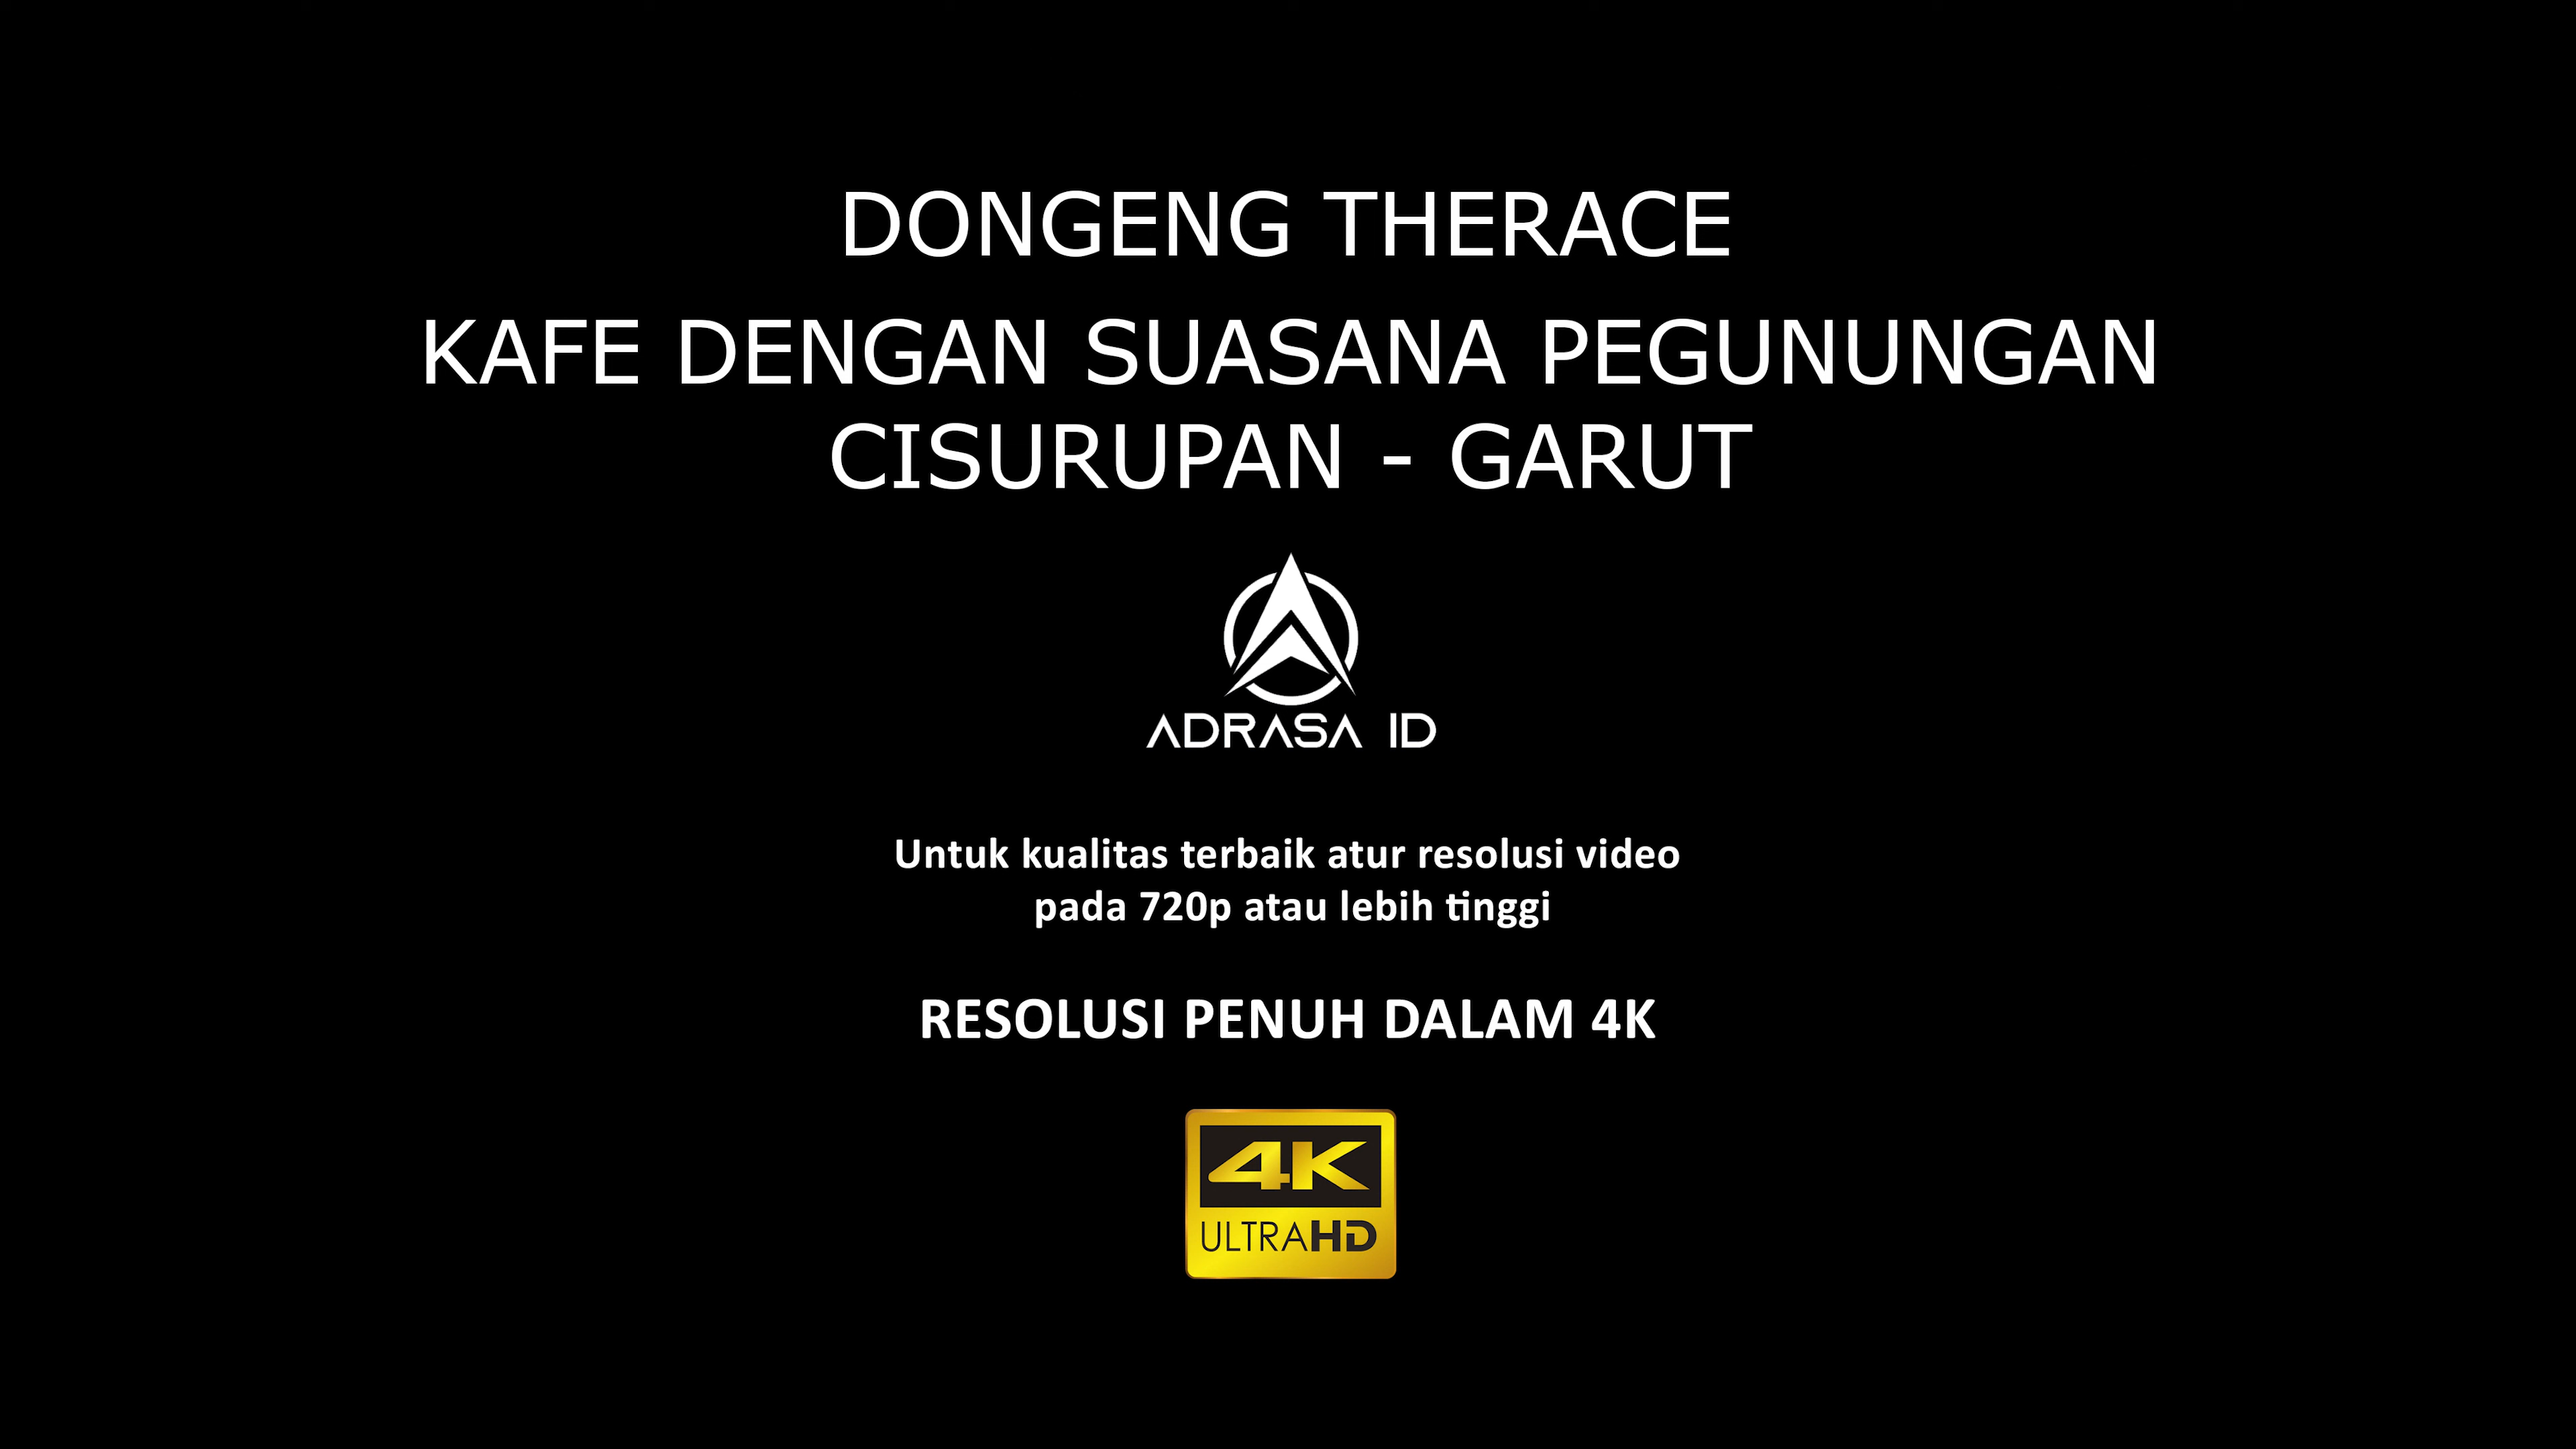 DONGENG THERACE
KAFE DENGAN SUASANA PEGUNUNGAN
CISURUPAN - GARUT
ADRASA ID
Untuk kualitas terbaik atur resolusi video
pada 720p atau lebih tinggi
RESOLUSI PENUH DALAM 4K
4K
ULTRAHD